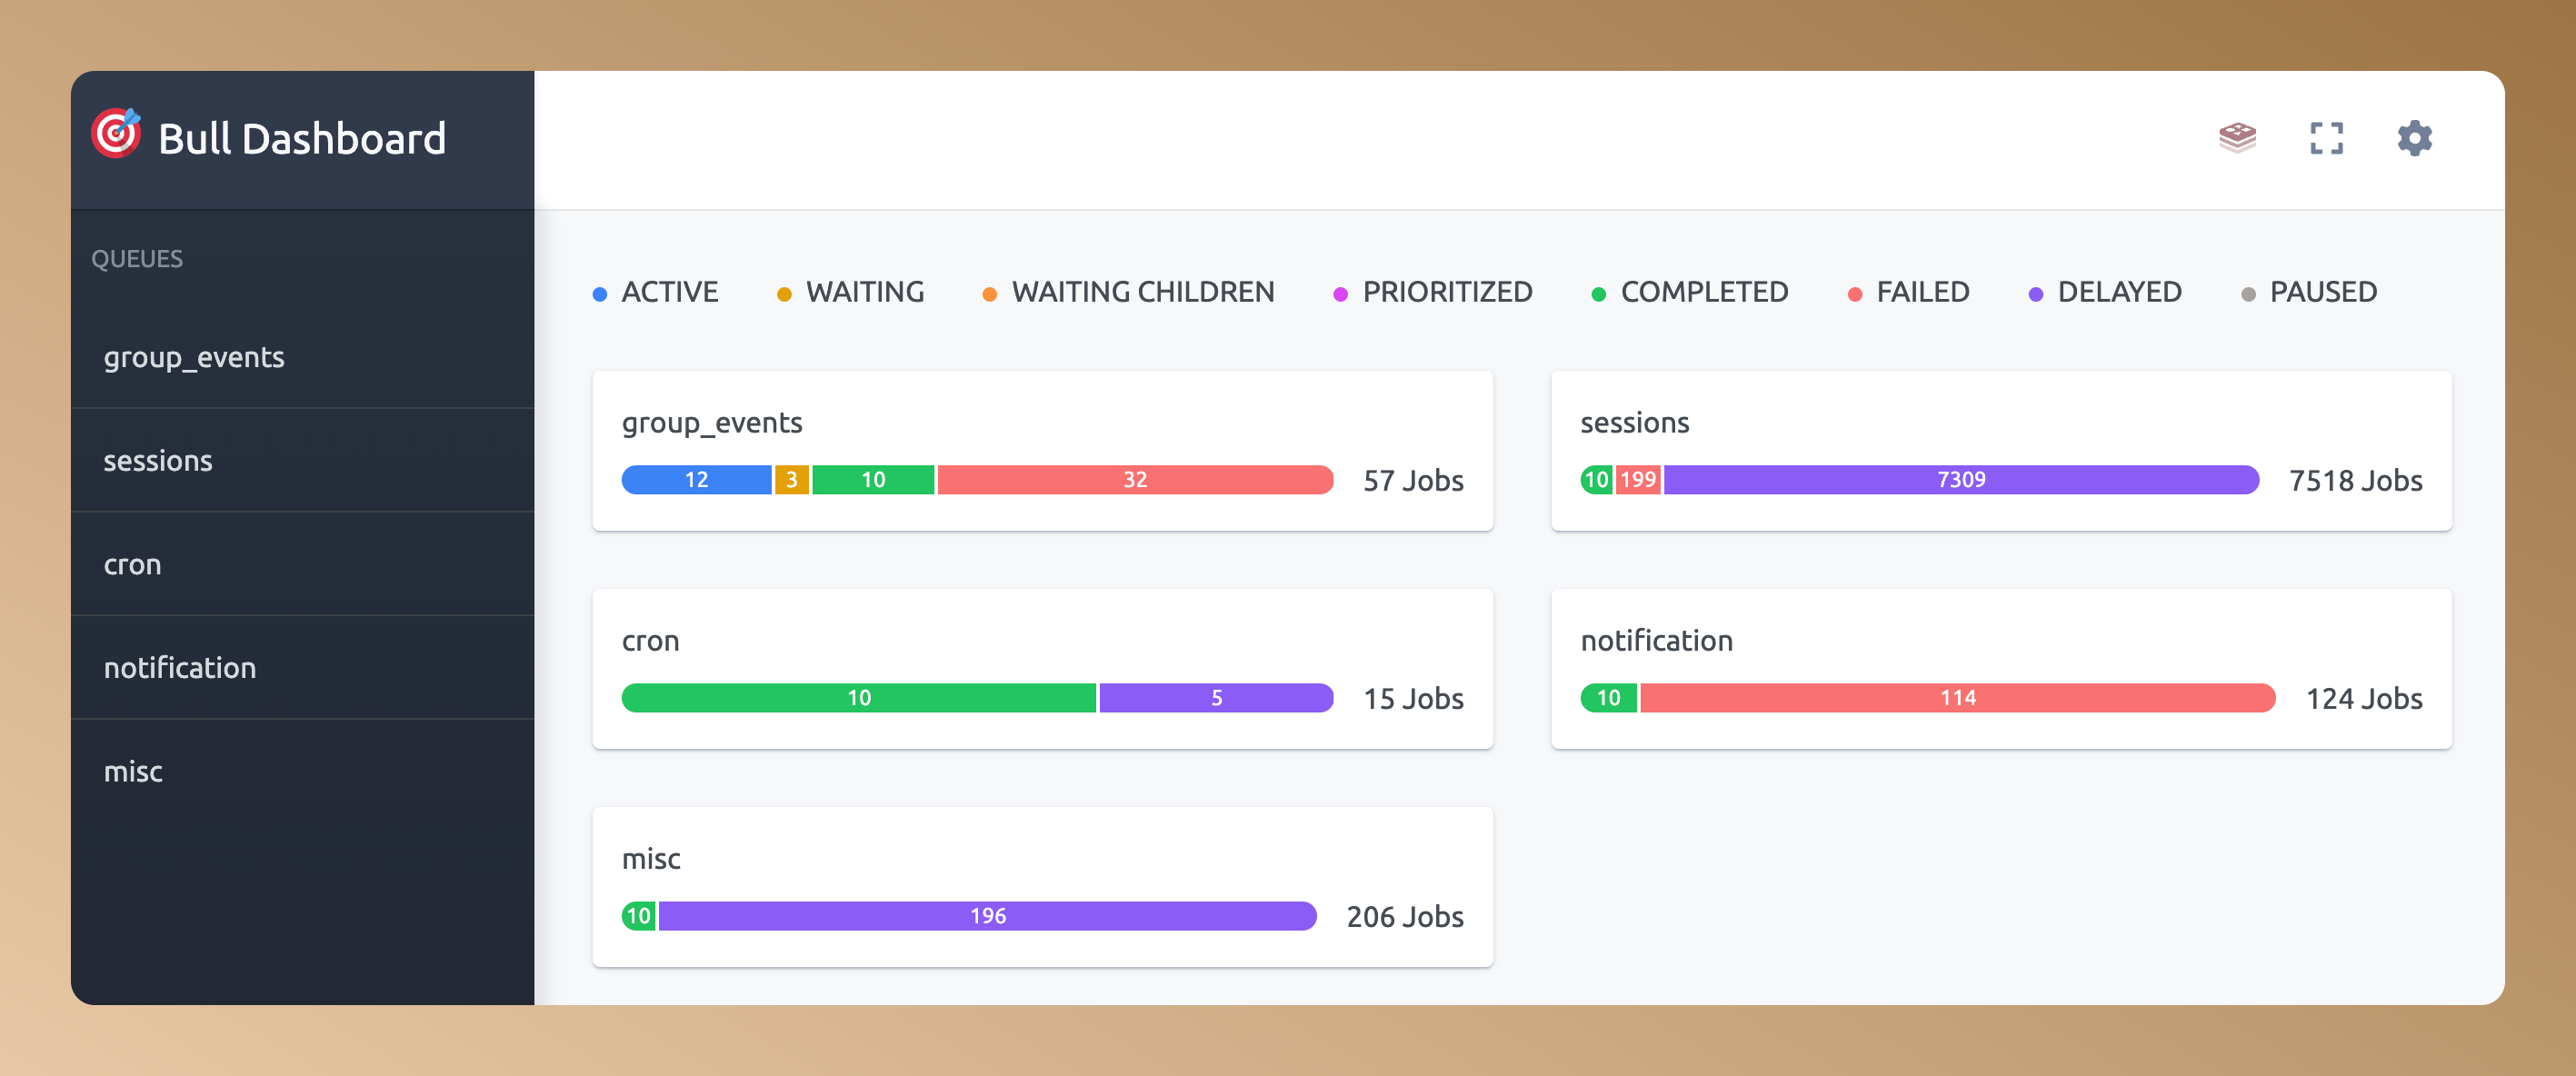 Bull Dashboard
QUEUES
group_events
sessions
cron
notification
misc
ACTIVE WAITING WAITING CHILDREN PRIORITIZED COMPLETED FAILED DELAYED PAUSED
group_events
12 3 10 32 57 Jobs
sessions
10 199 7309 7518 Jobs
cron
10 5 15 Jobs
notification
10 114 124 Jobs
misc
10 196 206 Jobs